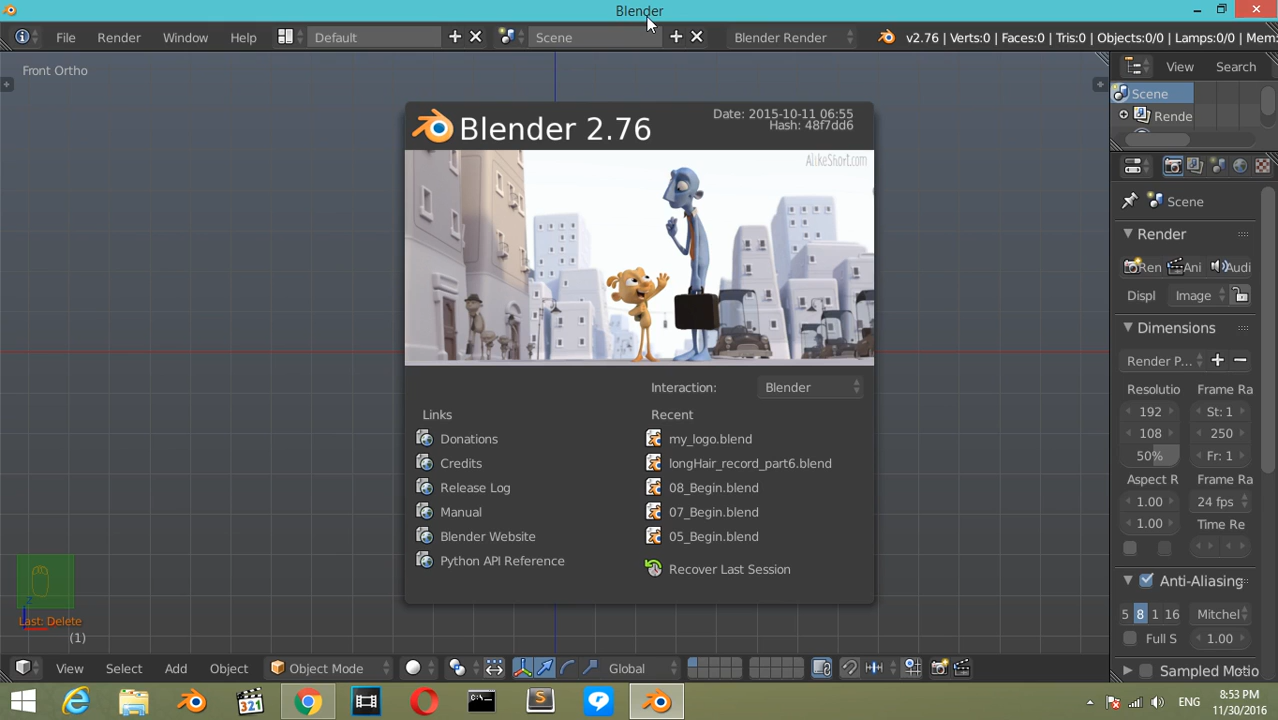 Blender
File Render Window Help Default Scene Blender Render v2.76 | Verts:0 | Faces:0 | Tris:0 | Objects:0/0 | Lamps:0/0 | Mem:
Front Ortho
View Search
Scene
Rende
Blender 2.76
Date: 2015-10-11 06:55
Hash: 48f7dd6
AlikeShort.com
Interaction: Blender
Links
Donations
Credits
Release Log
Manual
Blender Website
Python API Reference
Recent
my_logo.blend
longHair_record_part6.blend
08_Begin.blend
07_Begin.blend
05_Begin.blend
Recover Last Session
Scene
Render
Ren Ani Audi
Displ Image
Dimensions
Render P...
Resolutio Frame Ra
192 St: 1
108 250
50% Fr: 1
Aspect R Frame Ra
1.00 24 fps
1.00 Time Re
Anti-Aliasing
5 8 1 16 Mitchel
Full S 1.00
Sampled Motio
Z
Last: Delete
(1)
View Select Add Object Object Mode Global
321
C:\
S
ENG
8:53 PM
11/30/2016